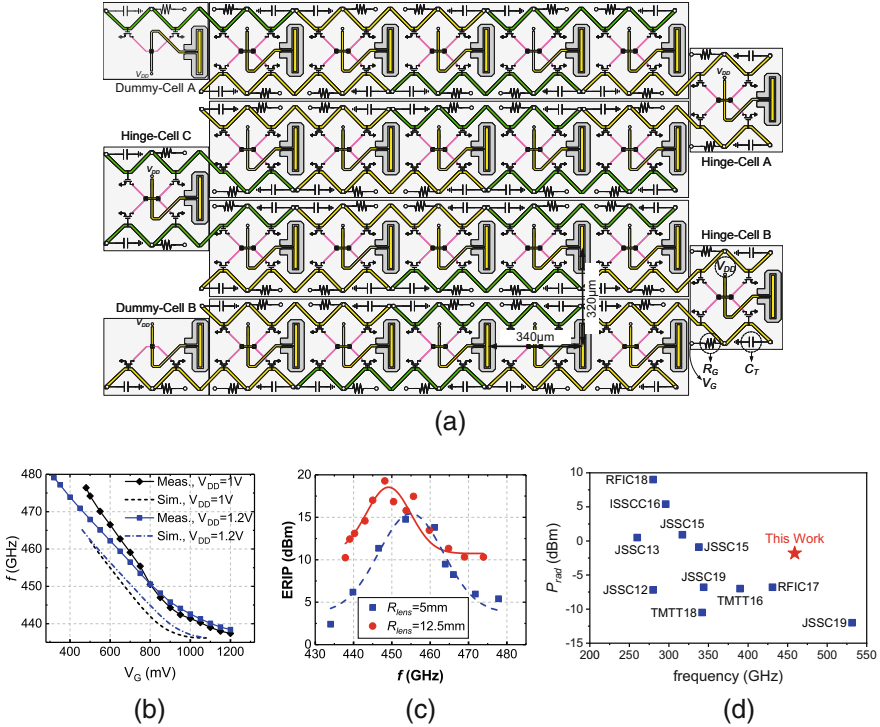 V_DD
Dummy-Cell A
V_DD
Hinge-Cell A
Hinge-Cell C
V_DD
Hinge-Cell B
V_DD
Dummy-Cell B
V_DD
320µm
340µm
R_G
V_G
C_T
(a)
480
470
460
450
440
f (GHz)
400 600 800 1000 1200
V_G (mV)
Meas., V_DD=1V
Sim., V_DD=1V
Meas., V_DD=1.2V
Sim., V_DD=1.2V
(b)
20
15
10
5
0
ERIP (dBm)
430 440 450 460 470 480
f (GHz)
R_lens=5mm
R_lens=12.5mm
(c)
10
5
0
-5
-10
-15
P_rad (dBm)
200 250 300 350 400 450 500 550
frequency (GHz)
RFIC18
ISSCC16
JSSC15
JSSC13
JSSC15
This Work
JSSC12
JSSC19
TMTT16
RFIC17
TMTT18
JSSC19
(d)